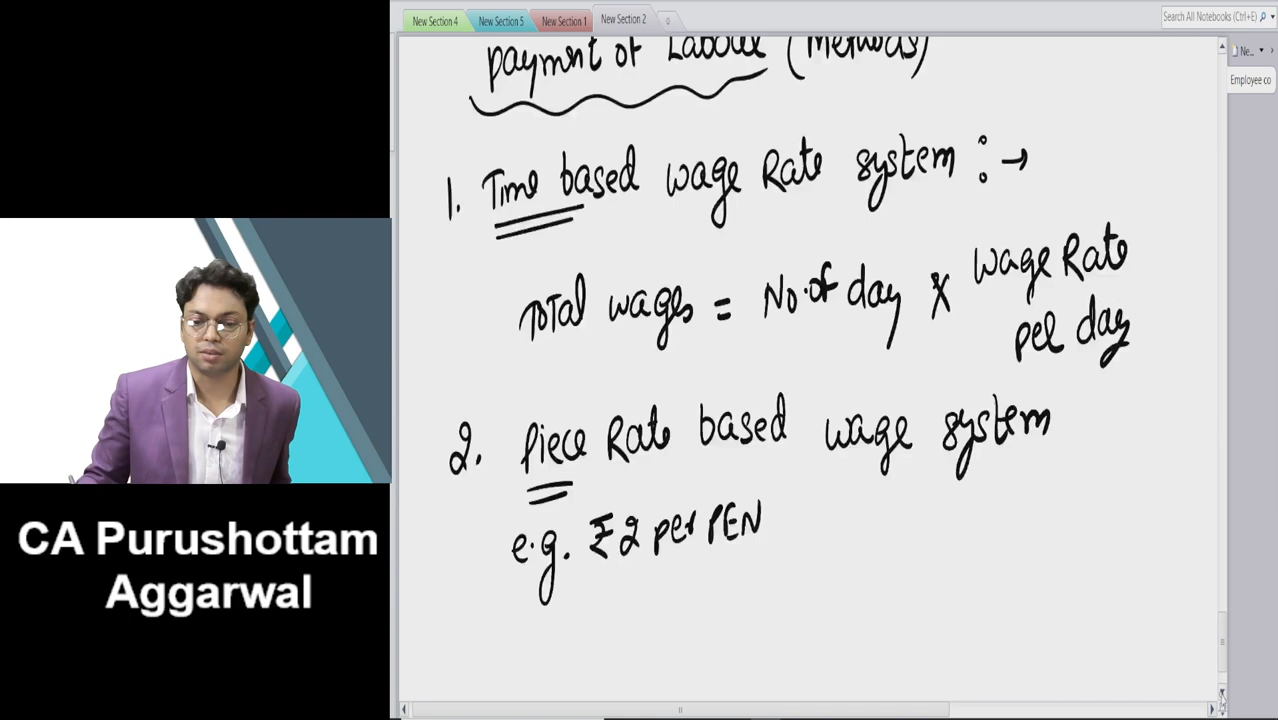 New Section 4
New Section 5
New Section 1
New Section 2
Search All Notebooks (Ctrl+E)
Ne...
Employee co
payment of Labour (Methods)
1. Time based wage Rate system :→
Total wages = No. of day × wage Rate per day
2. Piece Rate based wage system
e.g. ₹2 per PEN
CA Purushottam
Aggarwal